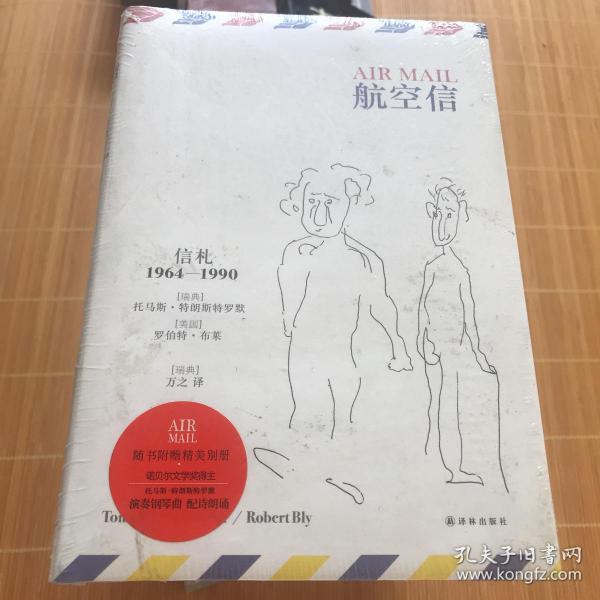 AIR MAIL
航空信
信札
1964—1990
[瑞典]
托马斯·特朗斯特罗默
[美国]
罗伯特·布莱
[瑞典]
万之 译
AIR
MAIL
随书附赠精美别册
诺贝尔文学奖得主
托马斯·特朗斯特罗默
演奏钢琴曲 配诗朗诵
/ Robert Bly
译林出版社
孔夫子旧书网
www.kongfz.com